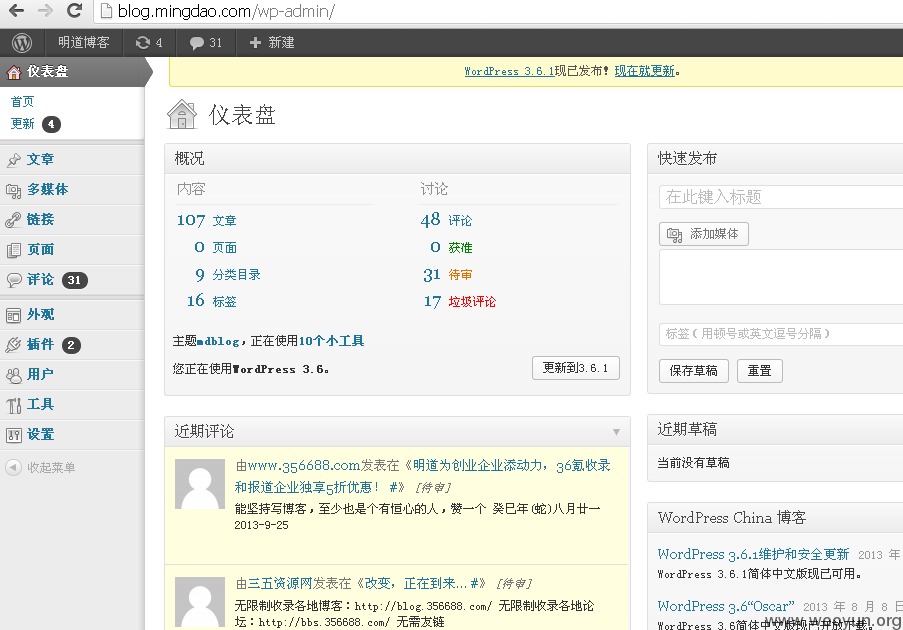 blog.mingdao.com/wp-admin/
明道博客 4 31 + 新建
仪表盘
首页
更新 4
文章
多媒体
链接
页面
评论 31
外观
插件 2
用户
工具
设置
收起菜单
WordPress 3.6.1现已发布！现在就更新。
仪表盘
概况
内容 讨论
107 文章 48 评论
0 页面 0 获准
9 分类目录 31 待审
16 标签 17 垃圾评论
主题mdblog，正在使用10个小工具
您正在使用WordPress 3.6。 更新到3.6.1
近期评论
由www.356688.com发表在《明道为创业企业添动力，36氪收录
和报道企业独享5折优惠！ #》 [待审]
能坚持写博客，至少也是个有恒心的人，赞一个 癸巳年(蛇)八月廿一
2013-9-25
由三五资源网发表在《改变，正在到来… #》 [待审]
无限制收录各地博客：http://blog.356688.com/ 无限制收录各地论
坛：http://bbs.356688.com/ 无需友链
快速发布
在此键入标题
添加媒体
标签（用顿号或英文逗号分隔）
保存草稿 重置
近期草稿
当前没有草稿
WordPress China 博客
WordPress 3.6.1维护和安全更新 2013 年
WordPress 3.6.1简体中文版现已可用。
WordPress 3.6“Oscar” 2013 年 8 月 8 日
WordPress 3.6简体中文版现已开放下载。
www.wooyun.org